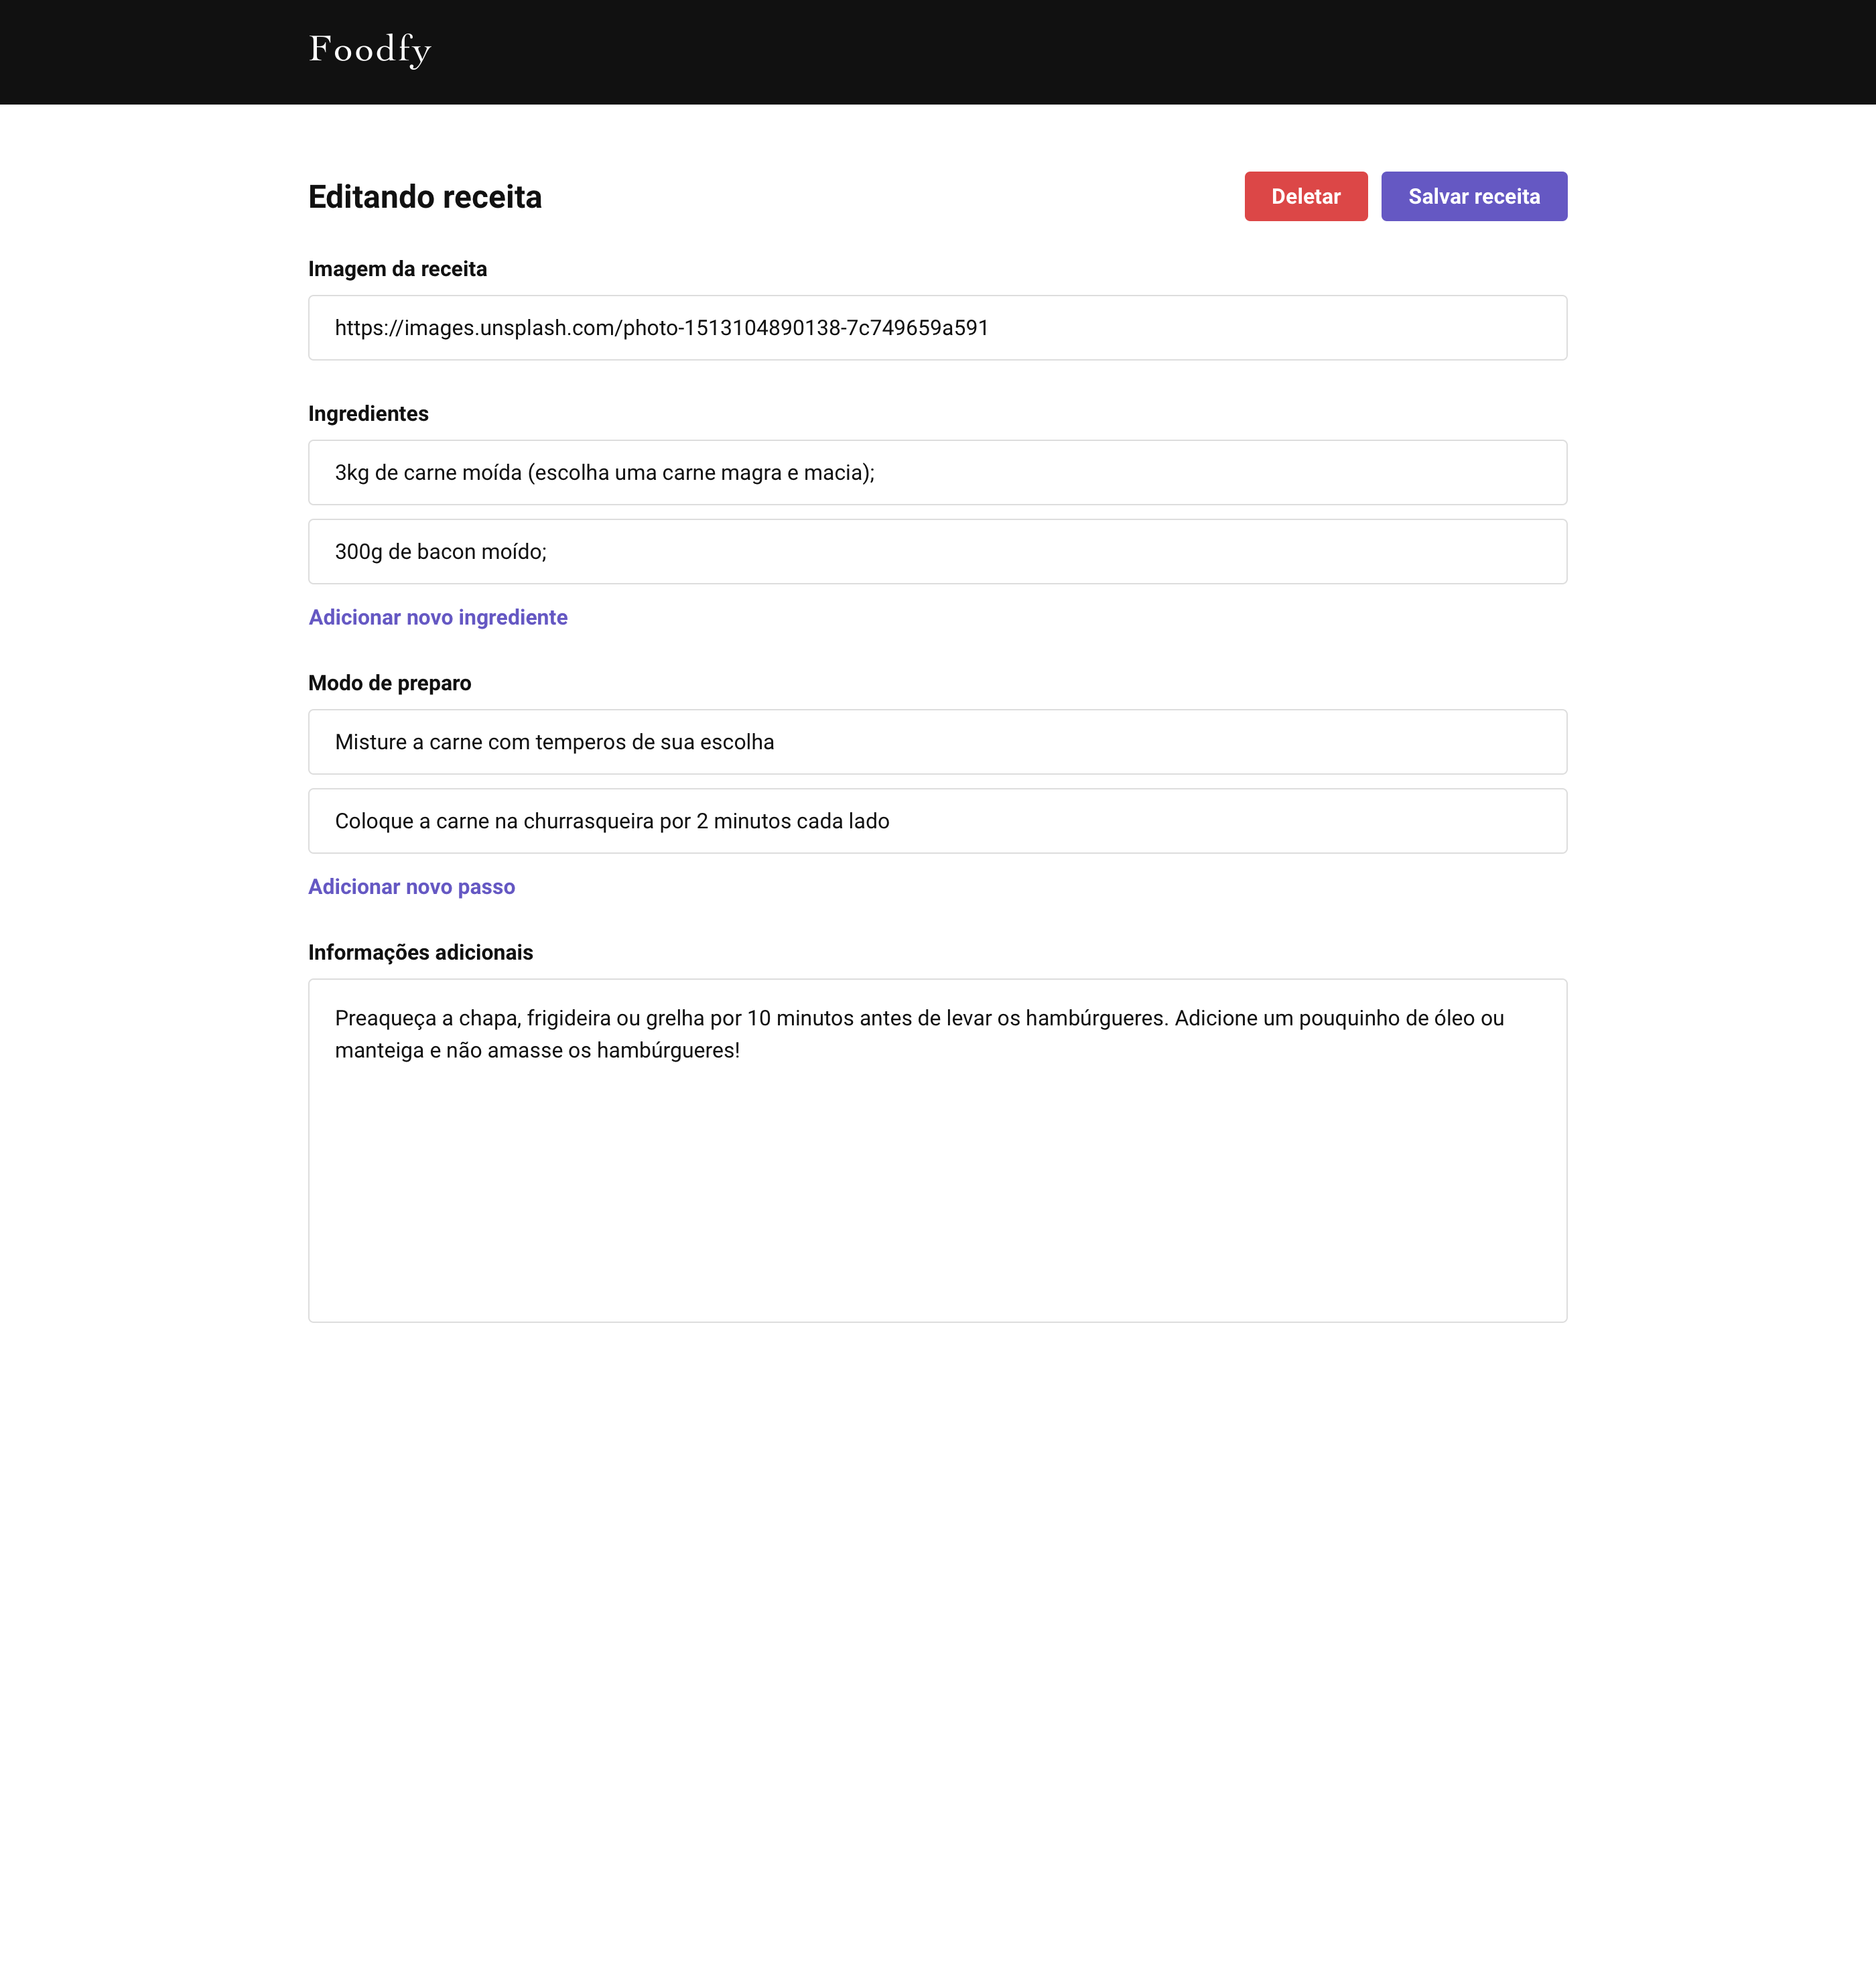 Foodfy
Editando receita
Deletar
Salvar receita
Imagem da receita
https://images.unsplash.com/photo-1513104890138-7c749659a591
Ingredientes
3kg de carne moída (escolha uma carne magra e macia);
300g de bacon moído;
Adicionar novo ingrediente
Modo de preparo
Misture a carne com temperos de sua escolha
Coloque a carne na churrasqueira por 2 minutos cada lado
Adicionar novo passo
Informações adicionais
Preaqueça a chapa, frigideira ou grelha por 10 minutos antes de levar os hambúrgueres. Adicione um pouquinho de óleo ou
manteiga e não amasse os hambúrgueres!